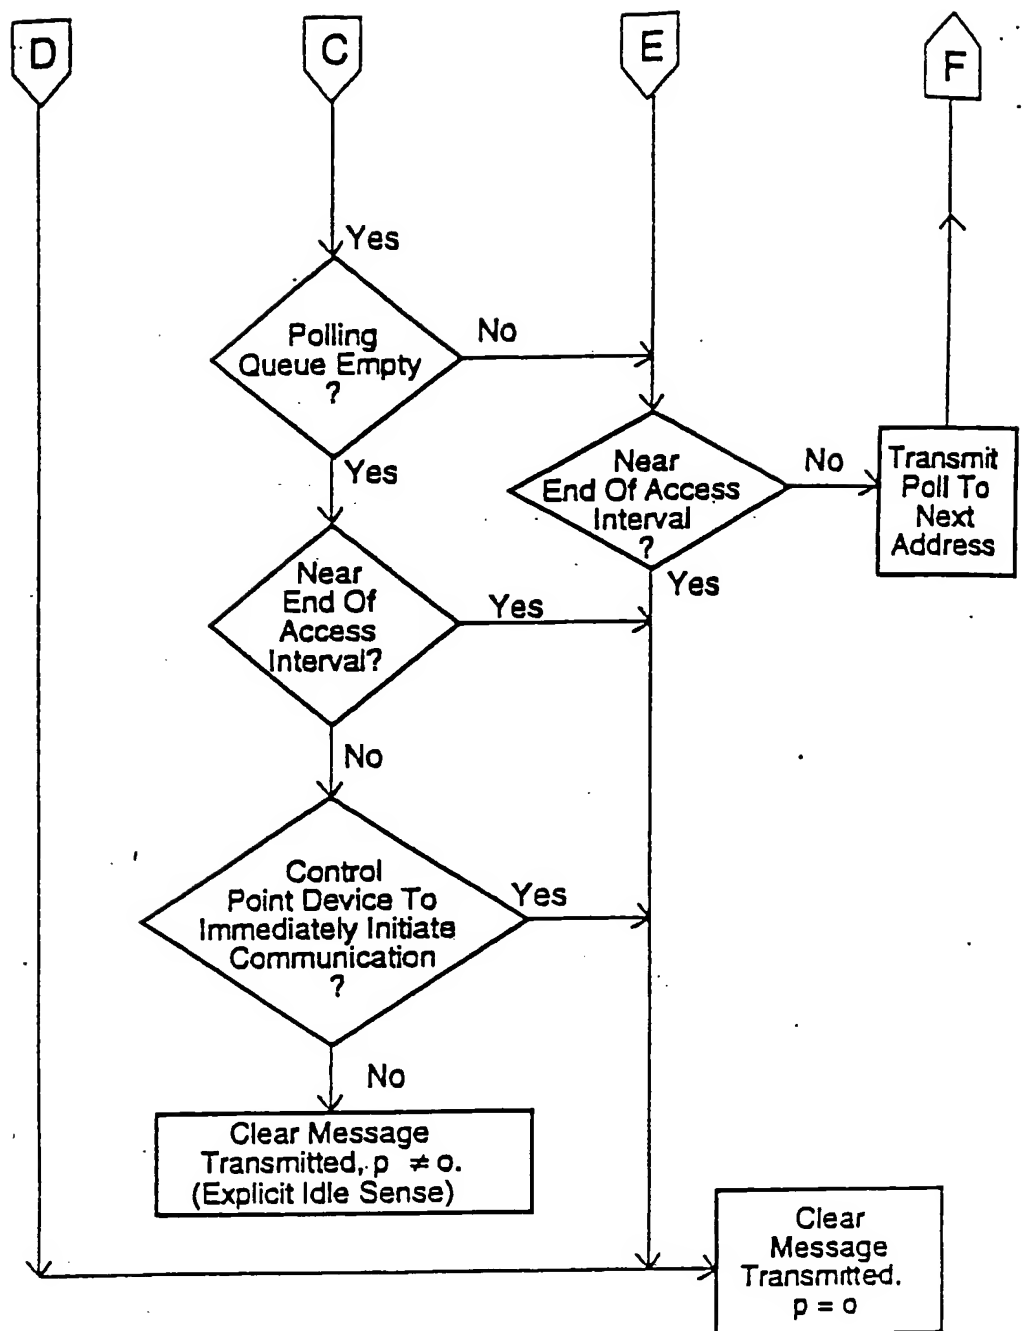 D
C
E
F
Yes
Polling
Queue Empty
?
No
Yes
Near
End Of Access
Interval
?
No
Transmit
Poll To
Next
Address
Yes
Near
End Of
Access
Interval?
Yes
No
Control
Point Device To
Immediately Initiate
Communication
?
Yes
No
Clear Message
Transmitted, p ≠ o.
(Explicit Idle Sense)
Clear
Message
Transmitted.
p = o